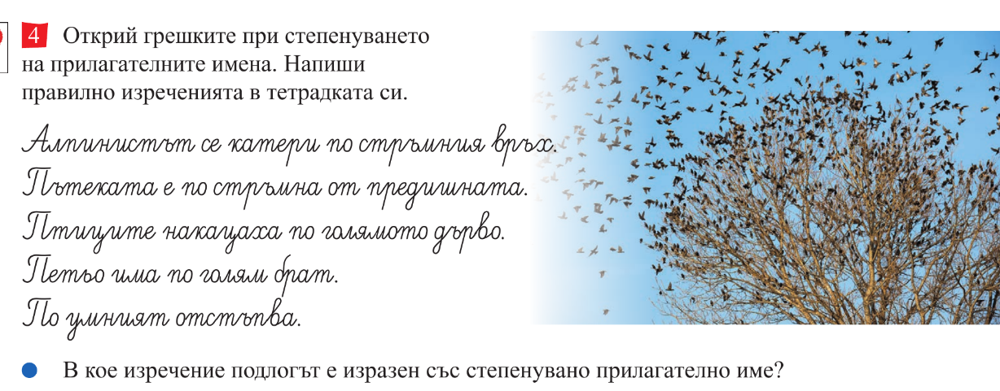 4 Открий грешките при степенуването
на прилагателните имена. Напиши
правилно изреченията в тетрадката си.
Алпинистът се катери по стръмния връх.
Пътеката е по стръмна от предишната.
Птиците накацаха по голямото дърво.
Петьо има по голям брат.
По умният отстъпва.
В кое изречение подлогът е изразен със степенувано прилагателно име?